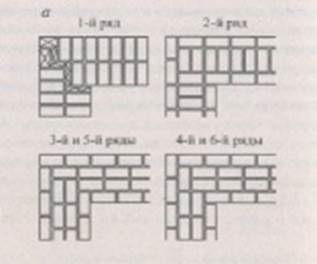 а
1-й ряд
2-й ряд
3-й и 5-й ряды
4-й и 6-й ряды